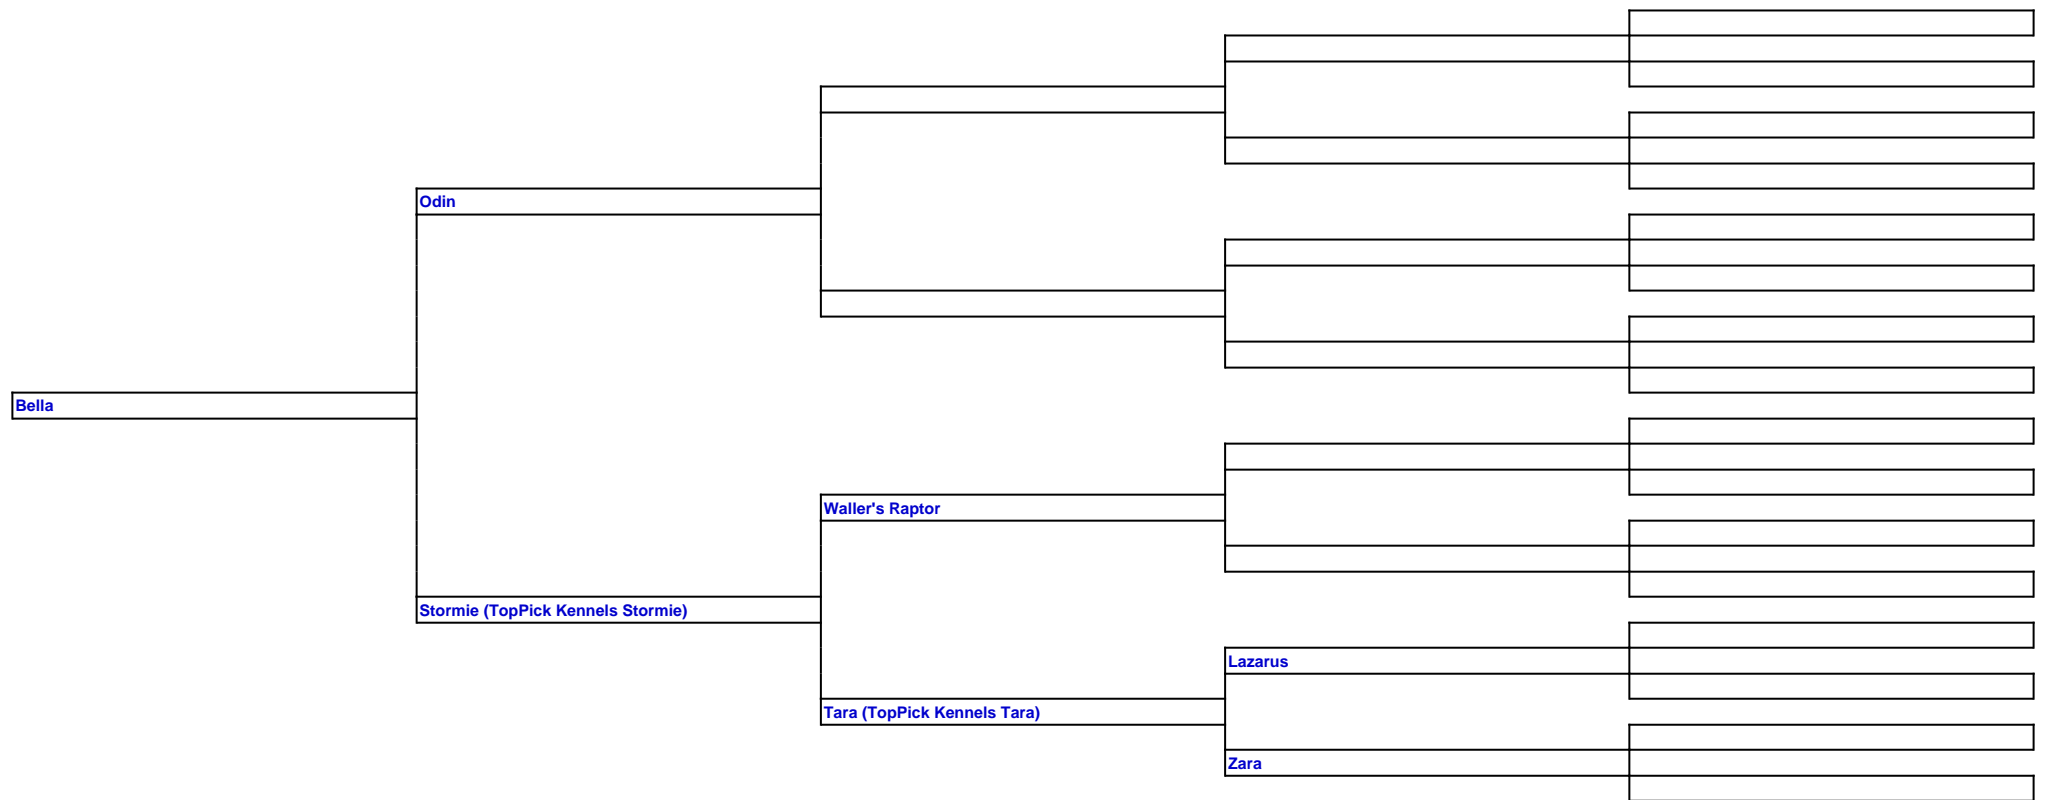 Odin
Bella
Waller's Raptor
Stormie (TopPick Kennels Stormie)
Lazarus
Tara (TopPick Kennels Tara)
Zara